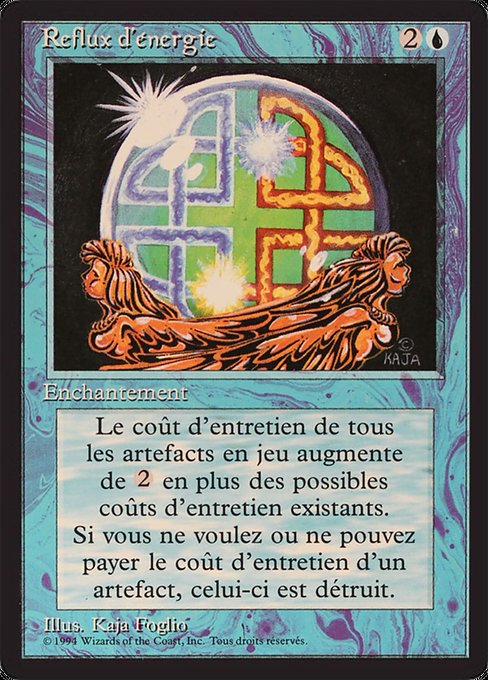 Reflux d'énergie 2
© KAJA
Enchantement
Le coût d'entretien de tous
les artefacts en jeu augmente
de 2 en plus des possibles
coûts d'entretien existants.
Si vous ne voulez ou ne pouvez
payer le coût d'entretien d'un
artefact, celui-ci est détruit.
Illus. Kaja Foglio
© 1994 Wizards of the Coast, Inc. Tous droits réservés.